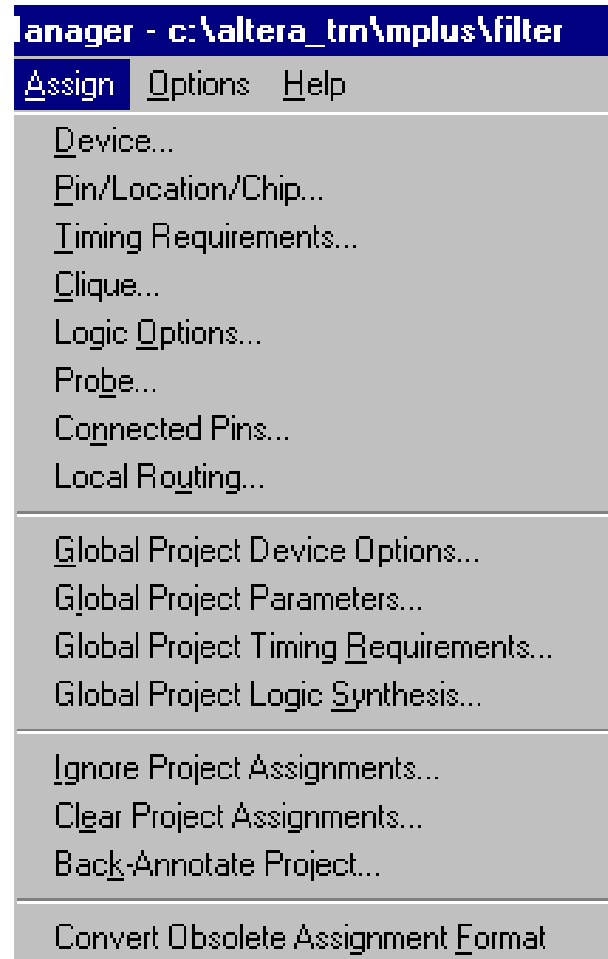 anager - c:\altera_trn\mplus\filter
Assign Options Help
Device...
Pin/Location/Chip...
Timing Requirements...
Clique...
Logic Options...
Probe...
Connected Pins...
Local Routing...
Global Project Device Options...
Global Project Parameters...
Global Project Timing Requirements...
Global Project Logic Synthesis...
Ignore Project Assignments...
Clear Project Assignments...
Back-Annotate Project...
Convert Obsolete Assignment Format